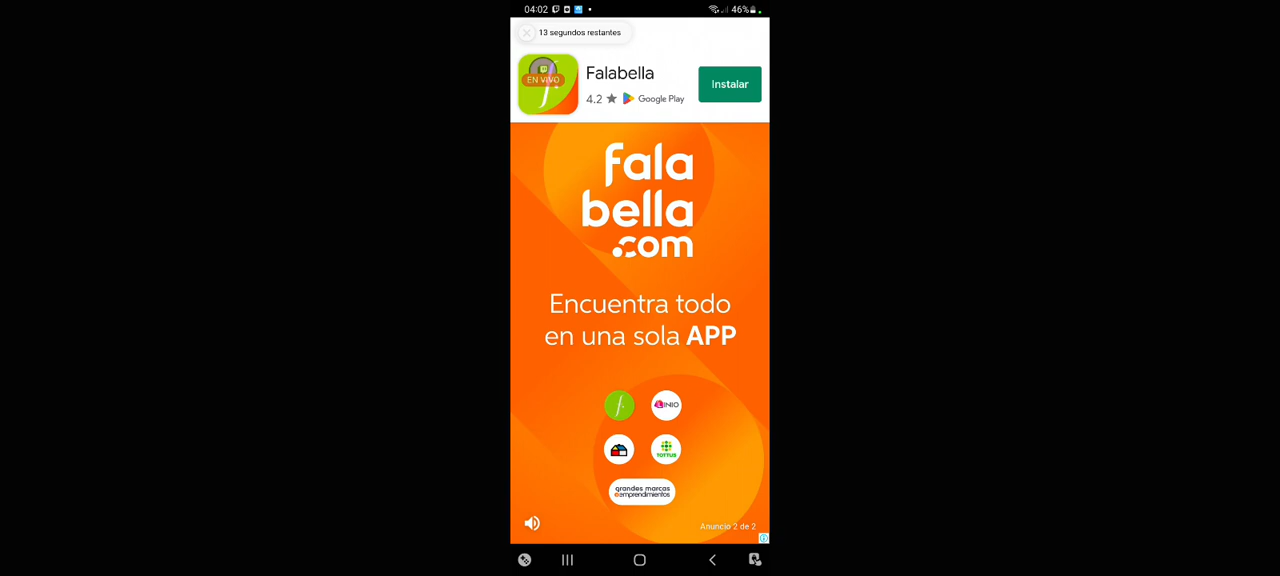 04:02
46%
13 segundos restantes
EN VIVO
Falabella
4.2 ★ Google Play
Instalar
fala
bella
.com
Encuentra todo
en una sola APP
LINIO
TOTTUS
grandes marcas
emprendimientos
Anuncio 2 de 2